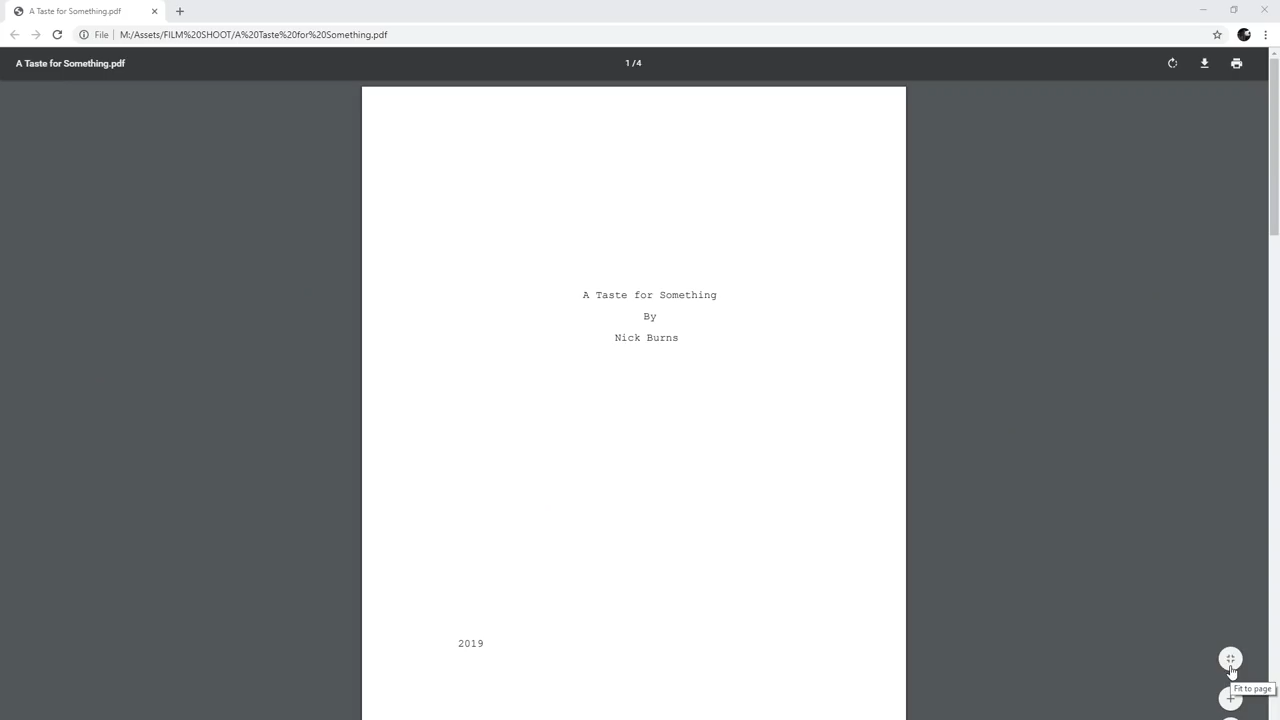 A Taste for Something.pdf
File
M:/Assets/FILM%20SHOOT/A%20Taste%20for%20Something.pdf
A Taste for Something.pdf
1 / 4
A Taste for Something
By
Nick Burns
2019
Fit to page